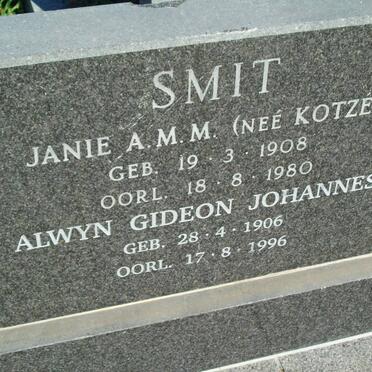 SMIT
JANIE A.M.M. (NEÉ KOTZÉ
GEB. 19·3·1908
OORL. 18·8·1980
ALWYN GIDEON JOHANNES
GEB. 28·4·1906
OORL. 17·8·1996